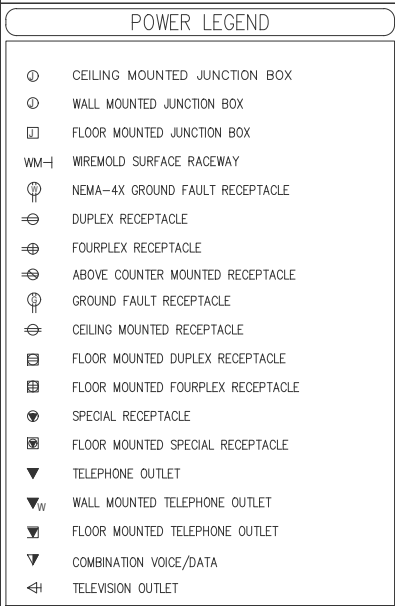 POWER LEGEND
J CEILING MOUNTED JUNCTION BOX
J WALL MOUNTED JUNCTION BOX
J FLOOR MOUNTED JUNCTION BOX
WM WIREMOLD SURFACE RACEWAY
W NEMA-4X GROUND FAULT RECEPTACLE
DUPLEX RECEPTACLE
FOURPLEX RECEPTACLE
ABOVE COUNTER MOUNTED RECEPTACLE
G GROUND FAULT RECEPTACLE
CEILING MOUNTED RECEPTACLE
FLOOR MOUNTED DUPLEX RECEPTACLE
FLOOR MOUNTED FOURPLEX RECEPTACLE
SPECIAL RECEPTACLE
FLOOR MOUNTED SPECIAL RECEPTACLE
TELEPHONE OUTLET
W WALL MOUNTED TELEPHONE OUTLET
FLOOR MOUNTED TELEPHONE OUTLET
COMBINATION VOICE/DATA
TELEVISION OUTLET